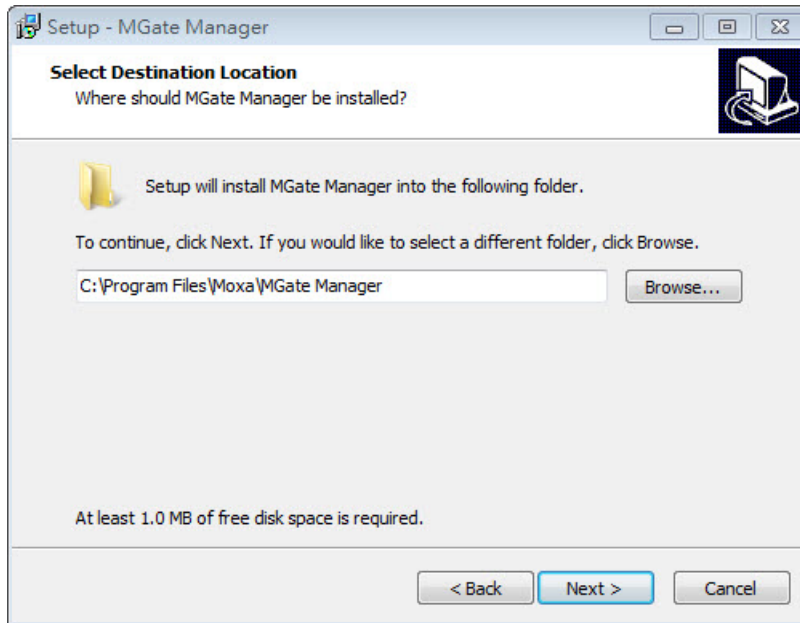 Setup - MGate Manager
Select Destination Location
Where should MGate Manager be installed?
Setup will install MGate Manager into the following folder.
To continue, click Next. If you would like to select a different folder, click Browse.
C:\Program Files\Moxa\MGate Manager
Browse...
At least 1.0 MB of free disk space is required.
< Back
Next >
Cancel